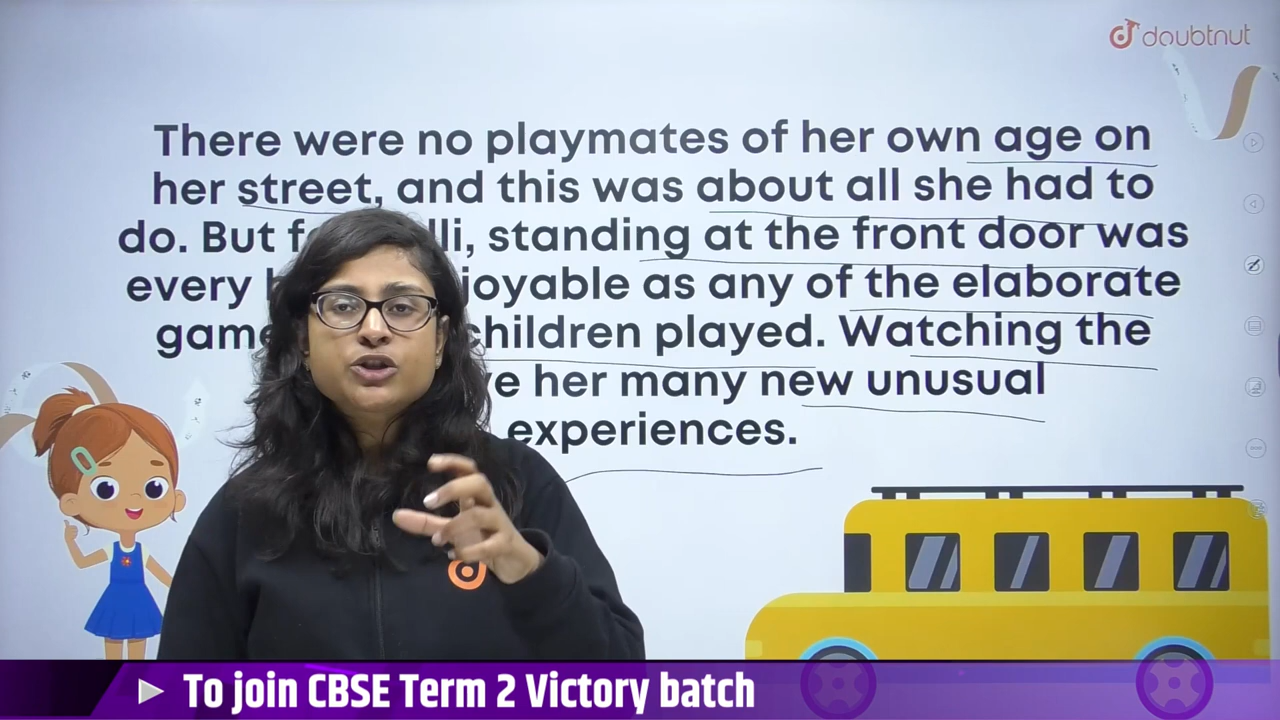 doubtnut
There were no playmates of her own age on
her street, and this was about all she had to
do. But lli, standing at the front door was
every joyable as any of the elaborate
game children played. Watching the
ve her many new unusual
experiences.
To join CBSE Term 2 Victory batch